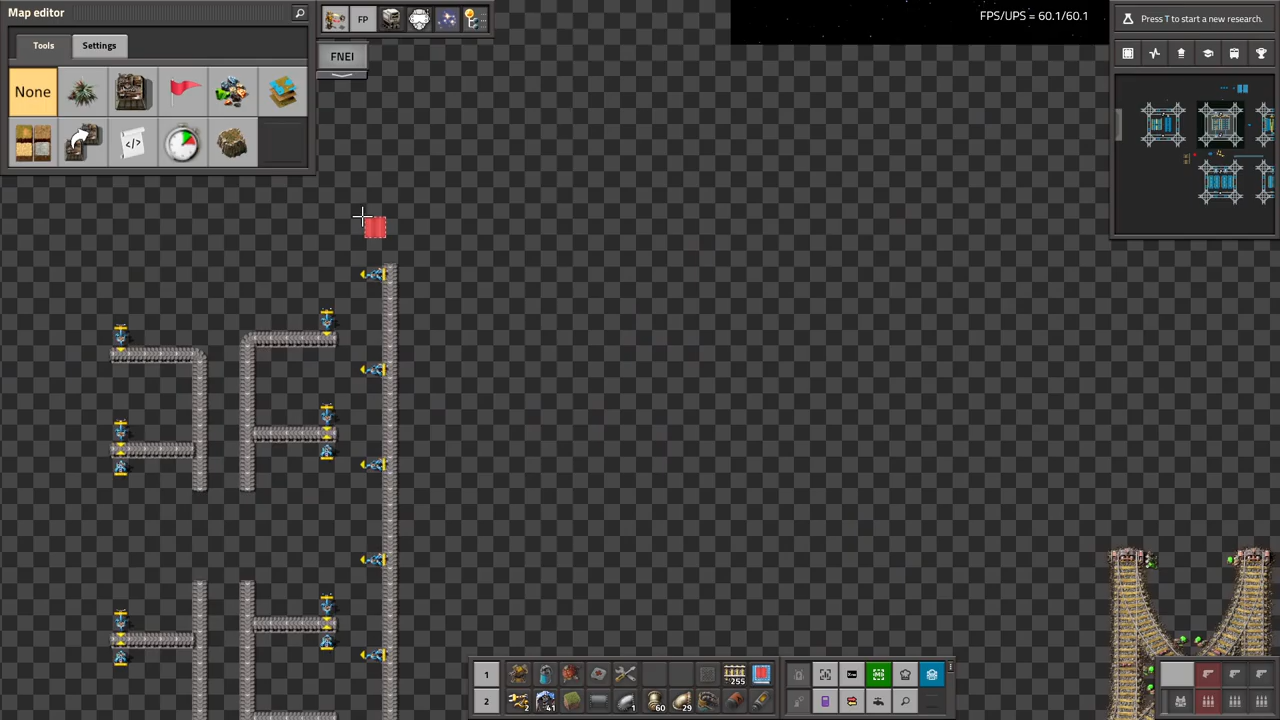 Map editor
FP
FPS/UPS = 60.1/60.1
Press T to start a new research.
Tools
Settings
FNEI
None
</>
1
255
2
2
41
1
60
29